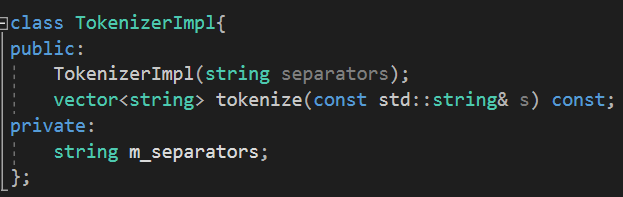 class TokenizerImpl{
public:
    TokenizerImpl(string separators);
    vector<string> tokenize(const std::string& s) const;
private:
    string m_separators;
};